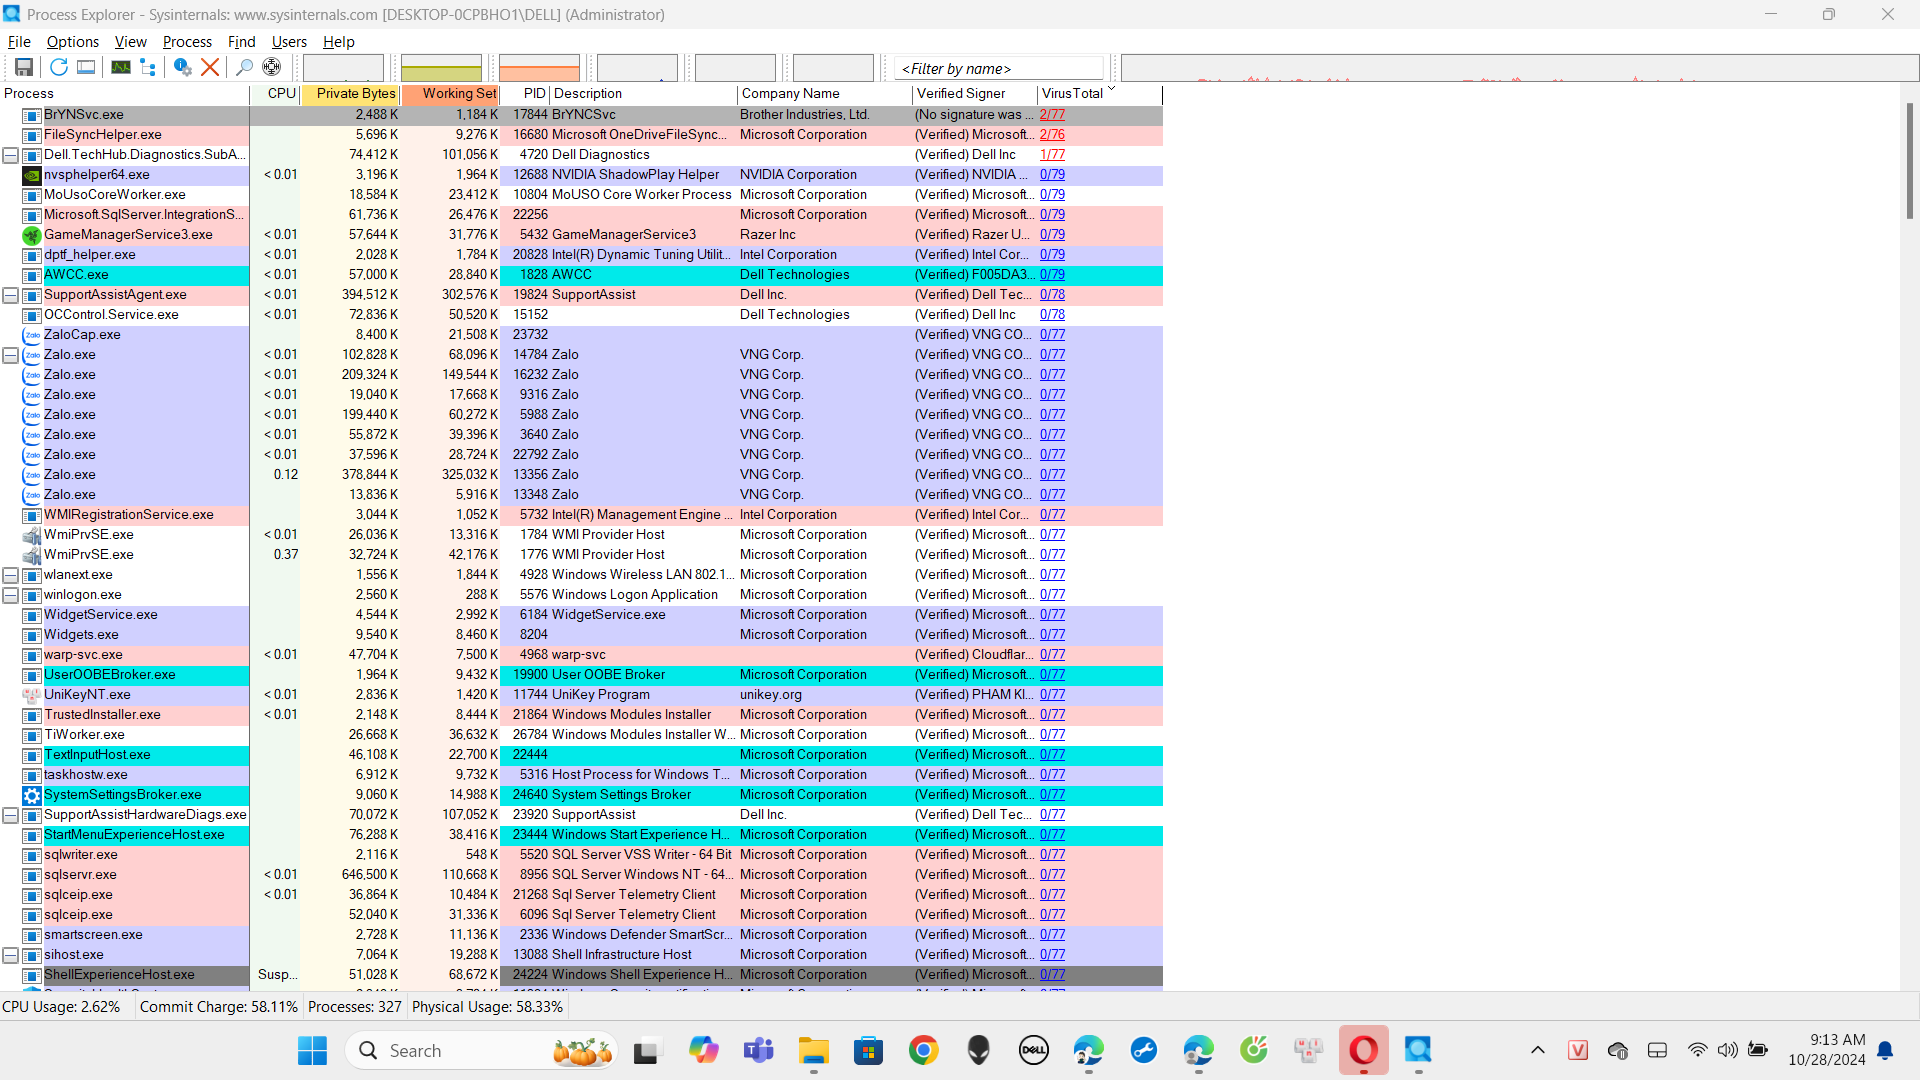 Process Explorer - Sysinternals: www.sysinternals.com [DESKTOP-0CPBHO1\DELL] (Administrator)
File Options View Process Find Users Help
<Filter by name>
Process CPU Private Bytes Working Set PID Description Company Name Verified Signer VirusTotal
BrYNSvc.exe 2,488 K 1,184 K 17844 BrYNCSvc Brother Industries, Ltd. (No signature was ... 2/77
FileSyncHelper.exe 5,696 K 9,276 K 16680 Microsoft OneDriveFileSync... Microsoft Corporation (Verified) Microsoft... 2/76
Dell.TechHub.Diagnostics.SubA... 74,412 K 101,056 K 4720 Dell Diagnostics (Verified) Dell Inc 1/77
nvsphelper64.exe < 0.01 3,196 K 1,964 K 12688 NVIDIA ShadowPlay Helper NVIDIA Corporation (Verified) NVIDIA ... 0/79
MoUsoCoreWorker.exe 18,584 K 23,412 K 10804 MoUSO Core Worker Process Microsoft Corporation (Verified) Microsoft... 0/79
Microsoft.SqlServer.IntegrationS... 61,736 K 26,476 K 22256 Microsoft Corporation (Verified) Microsoft... 0/79
GameManagerService3.exe < 0.01 57,644 K 31,776 K 5432 GameManagerService3 Razer Inc (Verified) Razer U... 0/79
dptf_helper.exe < 0.01 2,028 K 1,784 K 20828 Intel(R) Dynamic Tuning Utilit... Intel Corporation (Verified) Intel Cor... 0/79
AWCC.exe < 0.01 57,000 K 28,840 K 1828 AWCC Dell Technologies (Verified) F005DA3... 0/79
SupportAssistAgent.exe < 0.01 394,512 K 302,576 K 19824 SupportAssist Dell Inc. (Verified) Dell Tec... 0/78
OCControl.Service.exe < 0.01 72,836 K 50,520 K 15152 Dell Technologies (Verified) Dell Inc 0/78
ZaloCap.exe 8,400 K 21,508 K 23732 (Verified) VNG CO... 0/77
Zalo.exe < 0.01 102,828 K 68,096 K 14784 Zalo VNG Corp. (Verified) VNG CO... 0/77
Zalo.exe < 0.01 209,324 K 149,544 K 16232 Zalo VNG Corp. (Verified) VNG CO... 0/77
Zalo.exe < 0.01 19,040 K 17,668 K 9316 Zalo VNG Corp. (Verified) VNG CO... 0/77
Zalo.exe < 0.01 199,440 K 60,272 K 5988 Zalo VNG Corp. (Verified) VNG CO... 0/77
Zalo.exe < 0.01 55,872 K 39,396 K 3640 Zalo VNG Corp. (Verified) VNG CO... 0/77
Zalo.exe < 0.01 37,596 K 28,724 K 22792 Zalo VNG Corp. (Verified) VNG CO... 0/77
Zalo.exe 0.12 378,844 K 325,032 K 13356 Zalo VNG Corp. (Verified) VNG CO... 0/77
Zalo.exe 13,836 K 5,916 K 13348 Zalo VNG Corp. (Verified) VNG CO... 0/77
WMIRegistrationService.exe 3,044 K 1,052 K 5732 Intel(R) Management Engine ... Intel Corporation (Verified) Intel Cor... 0/77
WmiPrvSE.exe < 0.01 26,036 K 13,316 K 1784 WMI Provider Host Microsoft Corporation (Verified) Microsoft... 0/77
WmiPrvSE.exe 0.37 32,724 K 42,176 K 1776 WMI Provider Host Microsoft Corporation (Verified) Microsoft... 0/77
wlanext.exe 1,556 K 1,844 K 4928 Windows Wireless LAN 802.1... Microsoft Corporation (Verified) Microsoft... 0/77
winlogon.exe 2,560 K 288 K 5576 Windows Logon Application Microsoft Corporation (Verified) Microsoft... 0/77
WidgetService.exe 4,544 K 2,992 K 6184 WidgetService.exe Microsoft Corporation (Verified) Microsoft... 0/77
Widgets.exe 9,540 K 8,460 K 8204 Microsoft Corporation (Verified) Microsoft... 0/77
warp-svc.exe < 0.01 47,704 K 7,500 K 4968 warp-svc (Verified) Cloudflar... 0/77
UserOOBEBroker.exe 1,964 K 9,432 K 19900 User OOBE Broker Microsoft Corporation (Verified) Microsoft... 0/77
UniKeyNT.exe < 0.01 2,836 K 1,420 K 11744 UniKey Program unikey.org (Verified) PHAM KI... 0/77
TrustedInstaller.exe < 0.01 2,148 K 8,444 K 21864 Windows Modules Installer Microsoft Corporation (Verified) Microsoft... 0/77
TiWorker.exe 26,668 K 36,632 K 26784 Windows Modules Installer W... Microsoft Corporation (Verified) Microsoft... 0/77
TextInputHost.exe 46,108 K 22,700 K 22444 Microsoft Corporation (Verified) Microsoft... 0/77
taskhostw.exe 6,912 K 9,732 K 5316 Host Process for Windows T... Microsoft Corporation (Verified) Microsoft... 0/77
SystemSettingsBroker.exe 9,060 K 14,988 K 24640 System Settings Broker Microsoft Corporation (Verified) Microsoft... 0/77
SupportAssistHardwareDiags.exe 70,072 K 107,052 K 23920 SupportAssist Dell Inc. (Verified) Dell Tec... 0/77
StartMenuExperienceHost.exe 76,288 K 38,416 K 23444 Windows Start Experience H... Microsoft Corporation (Verified) Microsoft... 0/77
sqlwriter.exe 2,116 K 548 K 5520 SQL Server VSS Writer - 64 Bit Microsoft Corporation (Verified) Microsoft... 0/77
sqlservr.exe < 0.01 646,500 K 110,668 K 8956 SQL Server Windows NT - 64... Microsoft Corporation (Verified) Microsoft... 0/77
sqlceip.exe < 0.01 36,864 K 10,484 K 21268 Sql Server Telemetry Client Microsoft Corporation (Verified) Microsoft... 0/77
sqlceip.exe 52,040 K 31,336 K 6096 Sql Server Telemetry Client Microsoft Corporation (Verified) Microsoft... 0/77
smartscreen.exe 2,728 K 11,136 K 2336 Windows Defender SmartScr... Microsoft Corporation (Verified) Microsoft... 0/77
sihost.exe 7,064 K 19,288 K 13088 Shell Infrastructure Host Microsoft Corporation (Verified) Microsoft... 0/77
ShellExperienceHost.exe Susp... 51,028 K 68,672 K 24224 Windows Shell Experience H... Microsoft Corporation (Verified) Microsoft... 0/77
CPU Usage: 2.62% Commit Charge: 58.11% Processes: 327 Physical Usage: 58.33%
Search
DELL
V
9:13 AM
10/28/2024